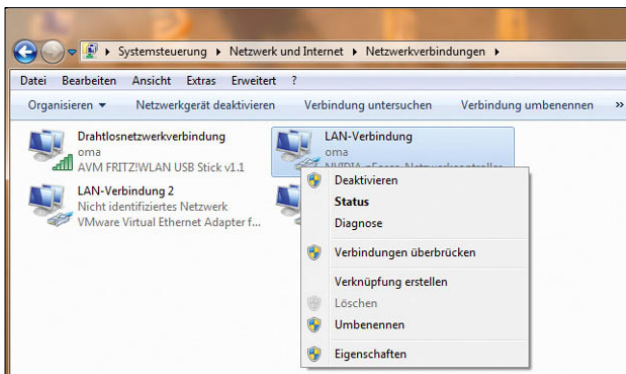 Systemsteuerung ▸ Netzwerk und Internet ▸ Netzwerkverbindungen ▸
Datei Bearbeiten Ansicht Extras Erweitert ?
Organisieren ▼ Netzwerkgerät deaktivieren Verbindung untersuchen Verbindung umbenennen »
Drahtlosnetzwerkverbindung
oma
AVM FRITZ!WLAN USB Stick v1.1
LAN-Verbindung
oma
LAN-Verbindung 2
Nicht identifiziertes Netzwerk
VMware Virtual Ethernet Adapter f...
Deaktivieren
Status
Diagnose
Verbindungen überbrücken
Verknüpfung erstellen
Löschen
Umbenennen
Eigenschaften